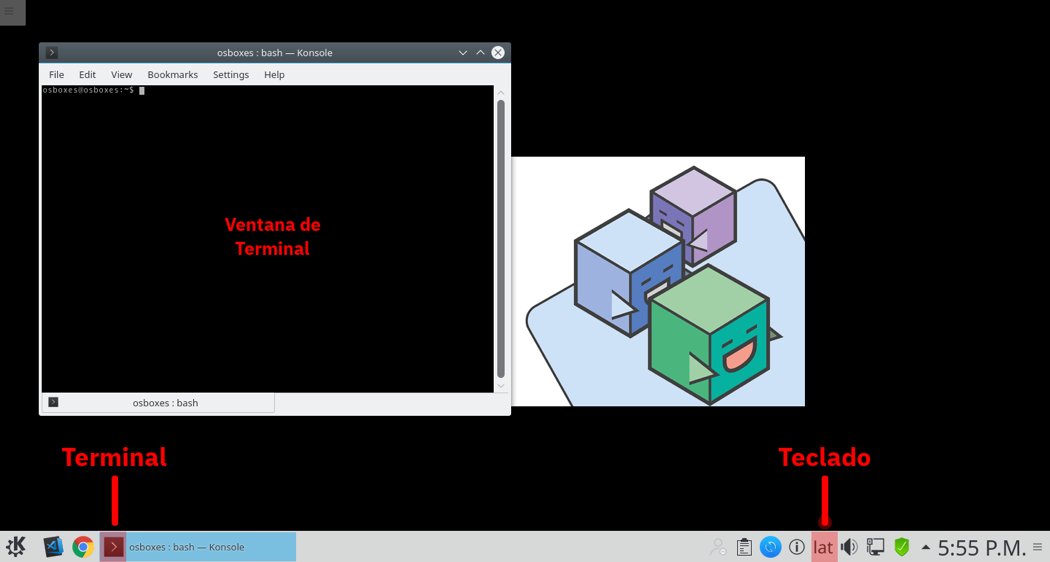 osboxes : bash — Konsole
File Edit View Bookmarks Settings Help
osboxes@osboxes:~$
Ventana de
Terminal
osboxes : bash
Terminal
Teclado
osboxes : bash — Konsole
lat
5:55 P.M.